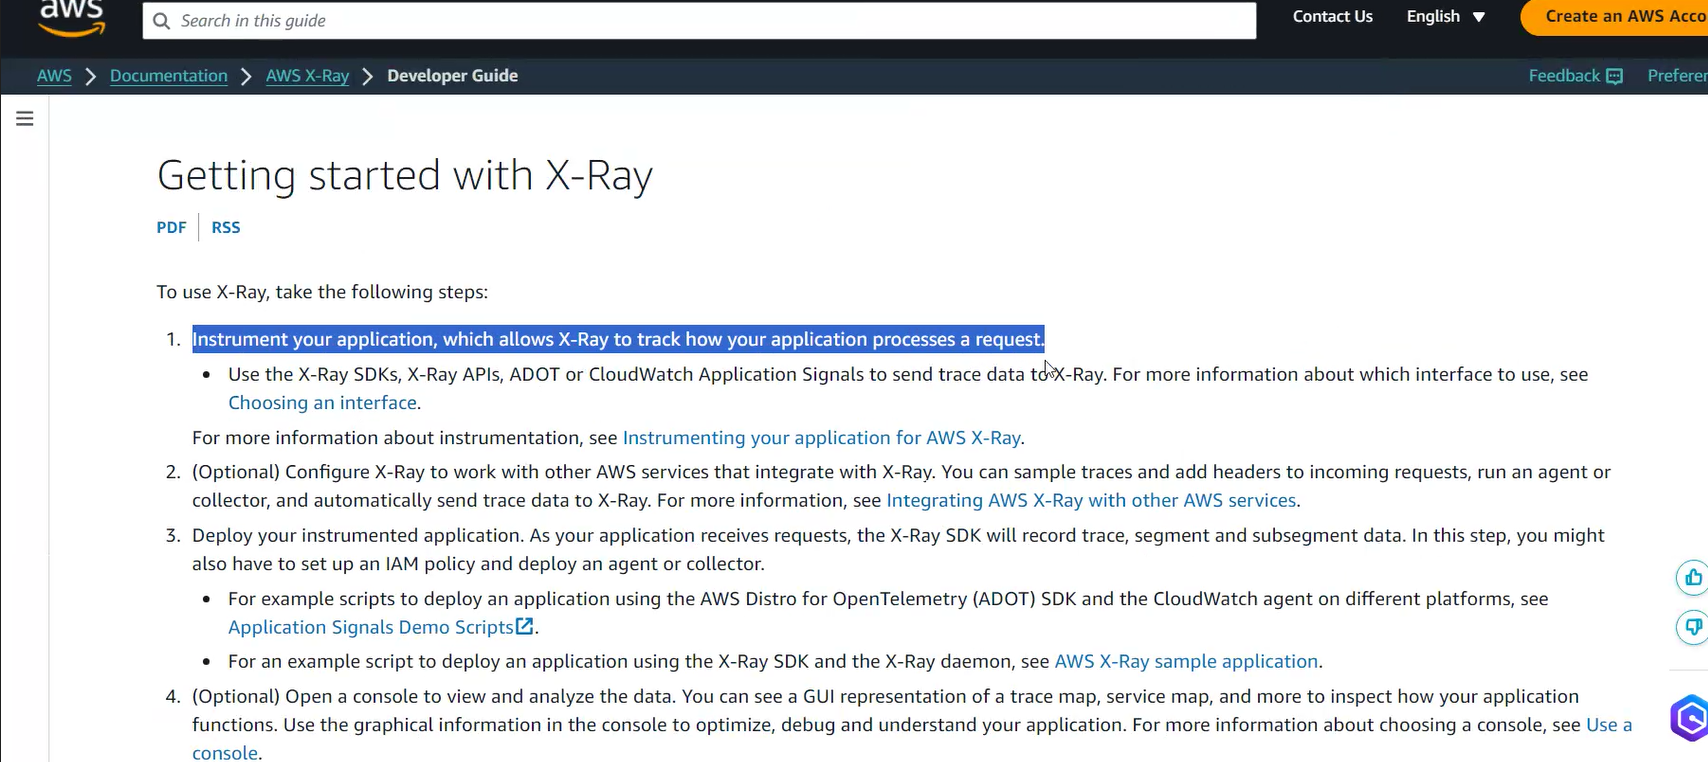 aws
Search in this guide
Contact Us
English
Create an AWS Acco
AWS
Documentation
AWS X-Ray
Developer Guide
Feedback
Preferen
Getting started with X-Ray
PDF
RSS
To use X-Ray, take the following steps:
1. Instrument your application, which allows X-Ray to track how your application processes a request.
• Use the X-Ray SDKs, X-Ray APIs, ADOT or CloudWatch Application Signals to send trace data to X-Ray. For more information about which interface to use, see
Choosing an interface.
For more information about instrumentation, see Instrumenting your application for AWS X-Ray.
2. (Optional) Configure X-Ray to work with other AWS services that integrate with X-Ray. You can sample traces and add headers to incoming requests, run an agent or
collector, and automatically send trace data to X-Ray. For more information, see Integrating AWS X-Ray with other AWS services.
3. Deploy your instrumented application. As your application receives requests, the X-Ray SDK will record trace, segment and subsegment data. In this step, you might
also have to set up an IAM policy and deploy an agent or collector.
• For example scripts to deploy an application using the AWS Distro for OpenTelemetry (ADOT) SDK and the CloudWatch agent on different platforms, see
Application Signals Demo Scripts.
• For an example script to deploy an application using the X-Ray SDK and the X-Ray daemon, see AWS X-Ray sample application.
4. (Optional) Open a console to view and analyze the data. You can see a GUI representation of a trace map, service map, and more to inspect how your application
functions. Use the graphical information in the console to optimize, debug and understand your application. For more information about choosing a console, see Use a
console.